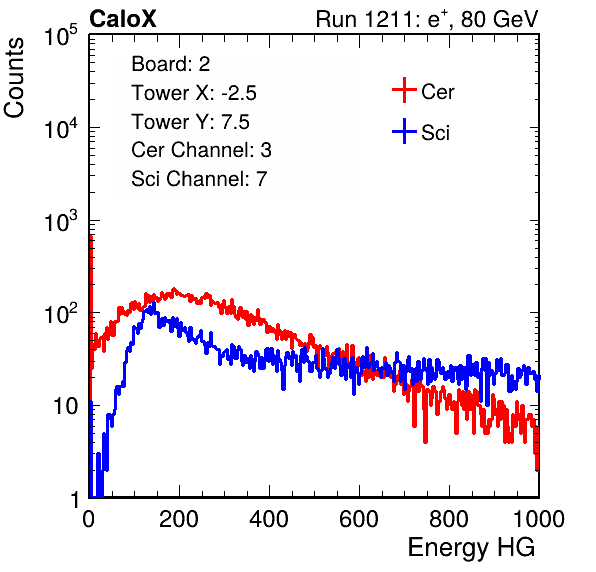 CaloX Run 1211: e⁺, 80 GeV
Counts
Board: 2
Tower X: -2.5
Tower Y: 7.5
Cer Channel: 3
Sci Channel: 7
Cer
Sci
10⁵
10⁴
10³
10²
10
1
0 200 400 600 800 1000
Energy HG